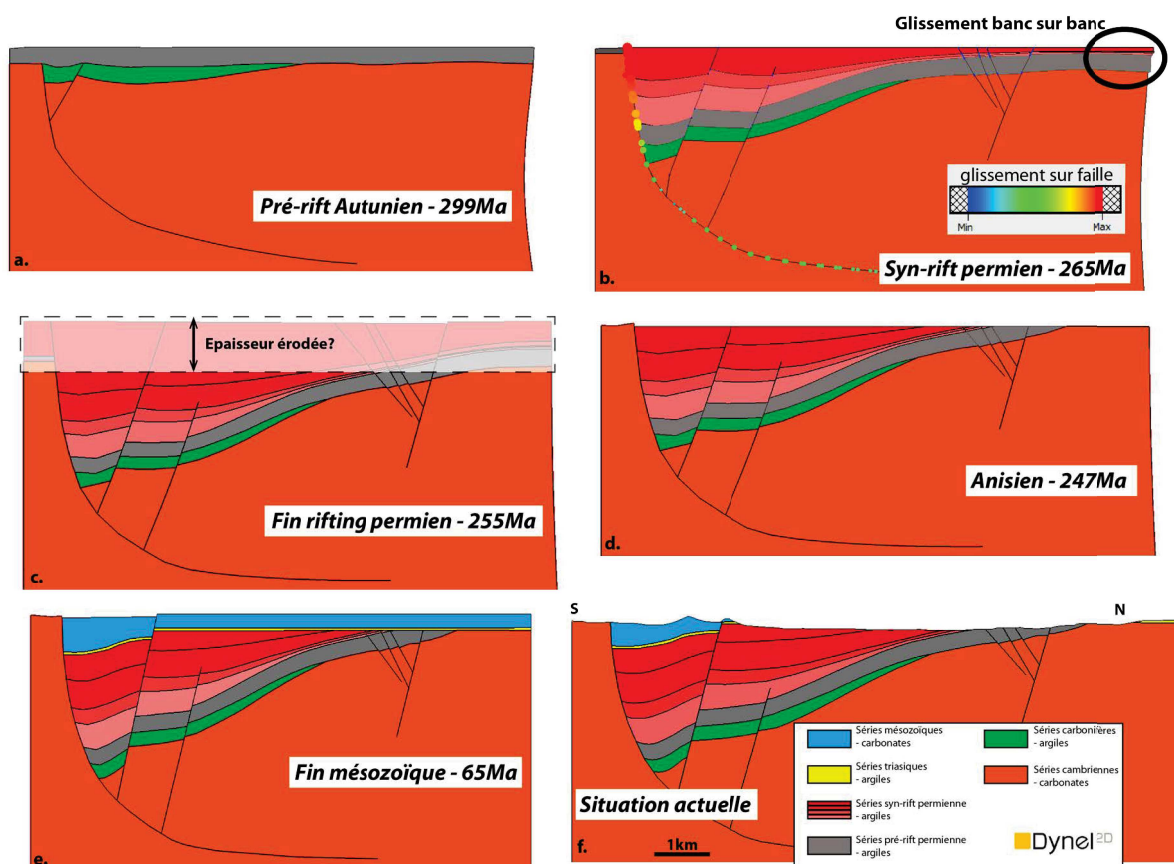 Glissement banc sur banc
Pré-rift Autunien - 299Ma
a.
glissement sur faille
Min
Max
Syn-rift permien - 265Ma
b.
Epaisseur érodée?
Fin rifting permien - 255Ma
c.
Anisien - 247Ma
d.
Fin mésozoïque - 65Ma
e.
S
N
Situation actuelle
f.
1km
Séries mésozoïques
- carbonates
Séries triasiques
- argiles
Séries syn-rift permienne
- argiles
Séries pré-rift permienne
- argiles
Séries carbonifères
- argiles
Séries cambriennes
- carbonates
Dynel2D